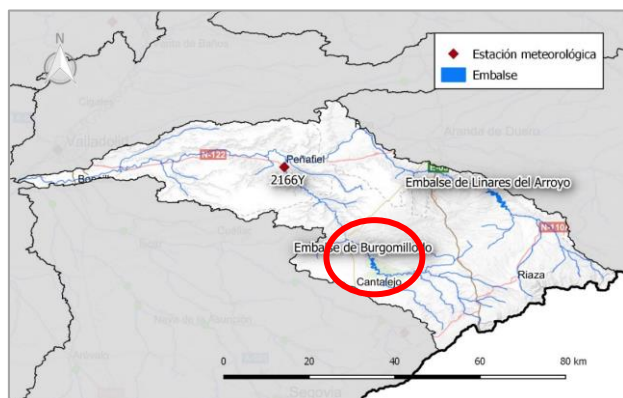 N
Estación meteorológica
Embalse
Valladolid
Aranda de Duero
N-122
Peñafiel
2166Y
Embalse de Linares del Arroyo
N-110
Embalse de Burgomillodo
Riaza
Cantalejo
0 20 40 60 80 km
Segovia